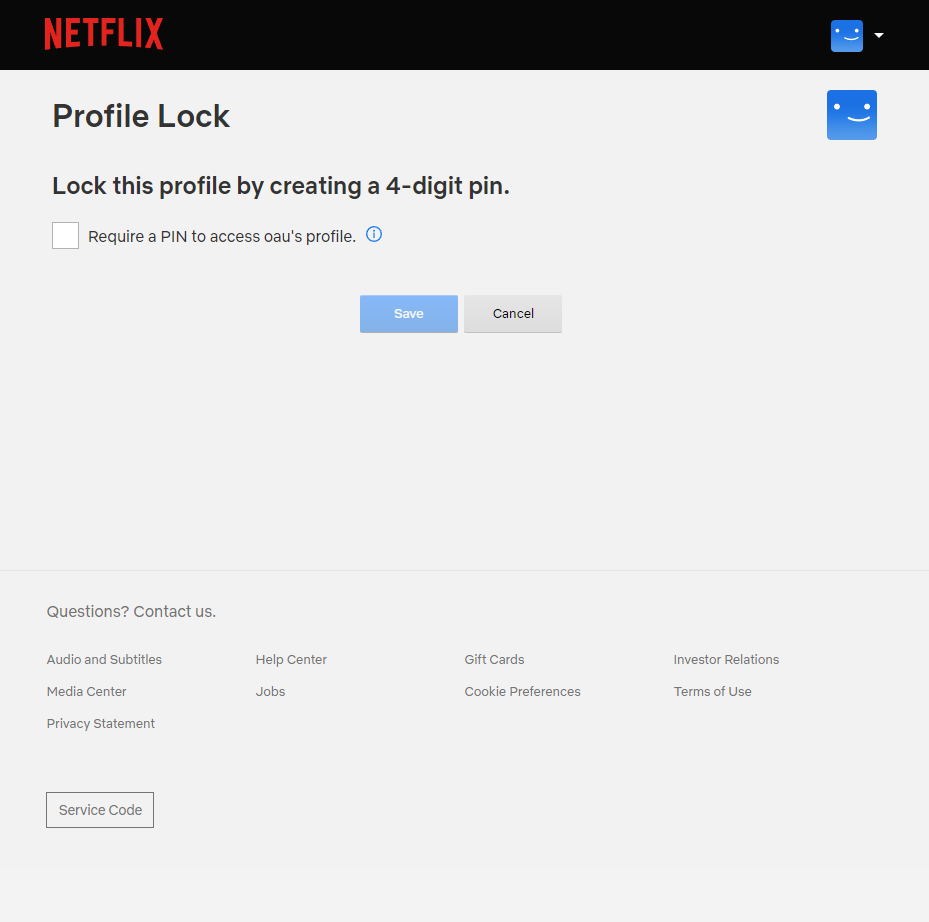 NETFLIX
Profile Lock
Lock this profile by creating a 4-digit pin.
Require a PIN to access oau's profile.
Save Cancel
Questions? Contact us.
Audio and Subtitles Help Center Gift Cards Investor Relations
Media Center Jobs Cookie Preferences Terms of Use
Privacy Statement
Service Code